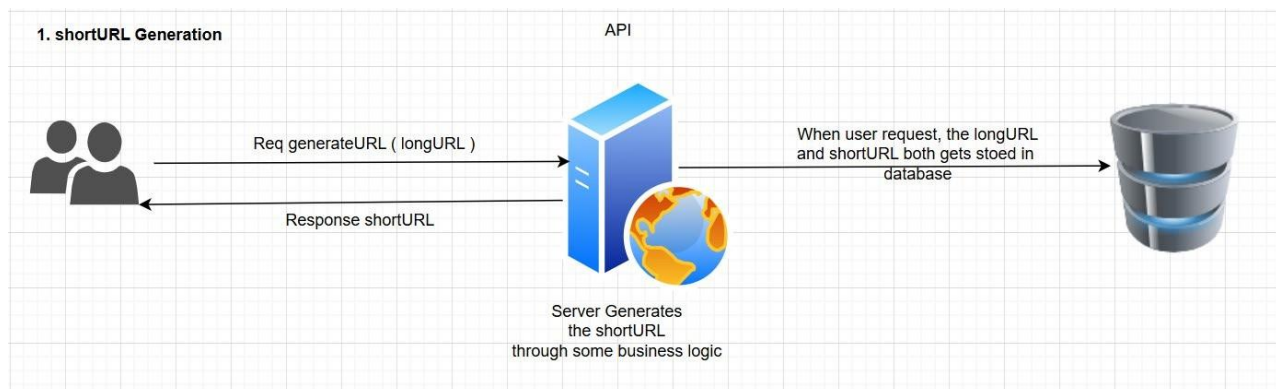 1. shortURL Generation
API
Req generateURL ( longURL )
Response shortURL
When user request, the longURL
and shortURL both gets stoed in
database
Server Generates
the shortURL
through some business logic